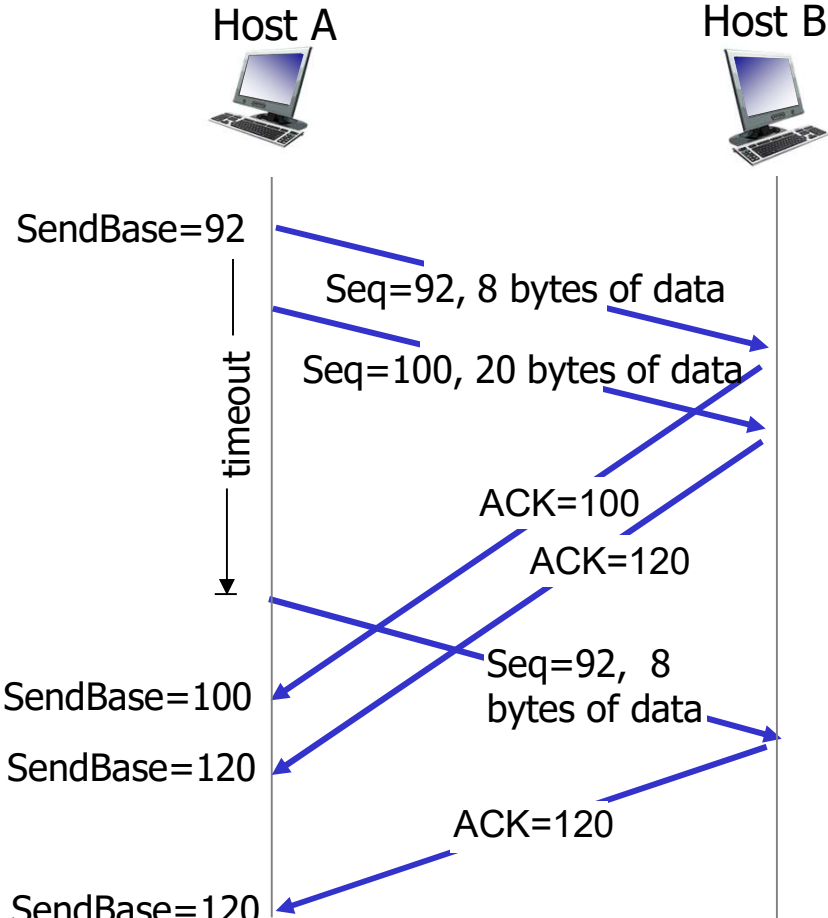 Host A
Host B
SendBase=92
Seq=92, 8 bytes of data
Seq=100, 20 bytes of data
timeout
ACK=100
ACK=120
Seq=92, 8
bytes of data
SendBase=100
SendBase=120
ACK=120
SendBase=120